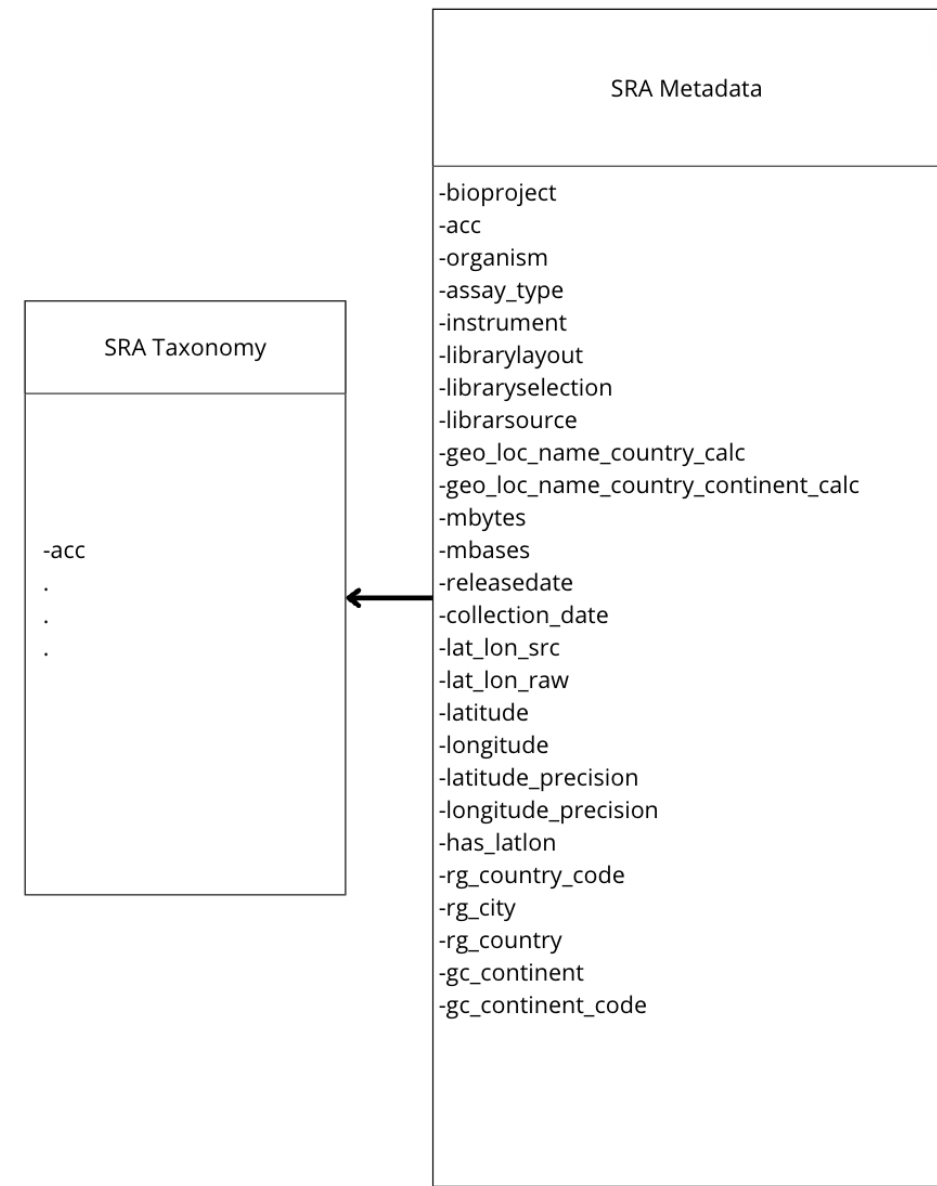 SRA Metadata
-bioproject
-acc
-organism
-assay_type
-instrument
-librarylayout
-libraryselection
-librarsource
-geo_loc_name_country_calc
-geo_loc_name_country_continent_calc
-mbytes
-mbases
-releasedate
-collection_date
-lat_lon_src
-lat_lon_raw
-latitude
-longitude
-latitude_precision
-longitude_precision
-has_latlon
-rg_country_code
-rg_city
-rg_country
-gc_continent
-gc_continent_code
SRA Taxonomy
-acc
.
.
.